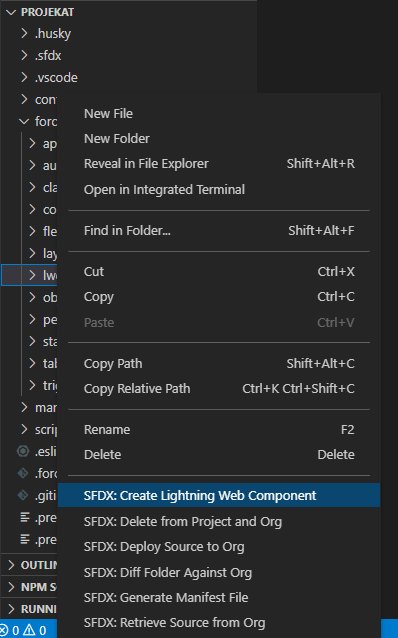 PROJEKAT
.husky
.sfdx
.vscode
con
forc
ap
au
cla
co
fle
lay
lwc
ob
pe
sta
tab
trig
man
scrip
.esli
.forc
.giti
.pre
.pre
OUTLIN
NPM SC
RUNNI
0 0
New File
New Folder
Reveal in File Explorer Shift+Alt+R
Open in Integrated Terminal
Find in Folder... Shift+Alt+F
Cut Ctrl+X
Copy Ctrl+C
Paste Ctrl+V
Copy Path Shift+Alt+C
Copy Relative Path Ctrl+K Ctrl+Shift+C
Rename F2
Delete Delete
SFDX: Create Lightning Web Component
SFDX: Delete from Project and Org
SFDX: Deploy Source to Org
SFDX: Diff Folder Against Org
SFDX: Generate Manifest File
SFDX: Retrieve Source from Org